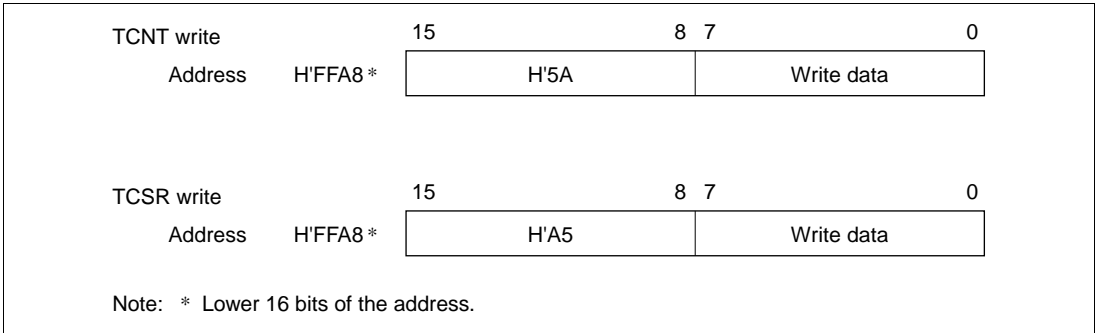 TCNT write 15 8 7 0
Address H'FFA8* H'5A Write data
TCSR write 15 8 7 0
Address H'FFA8* H'A5 Write data
Note: * Lower 16 bits of the address.